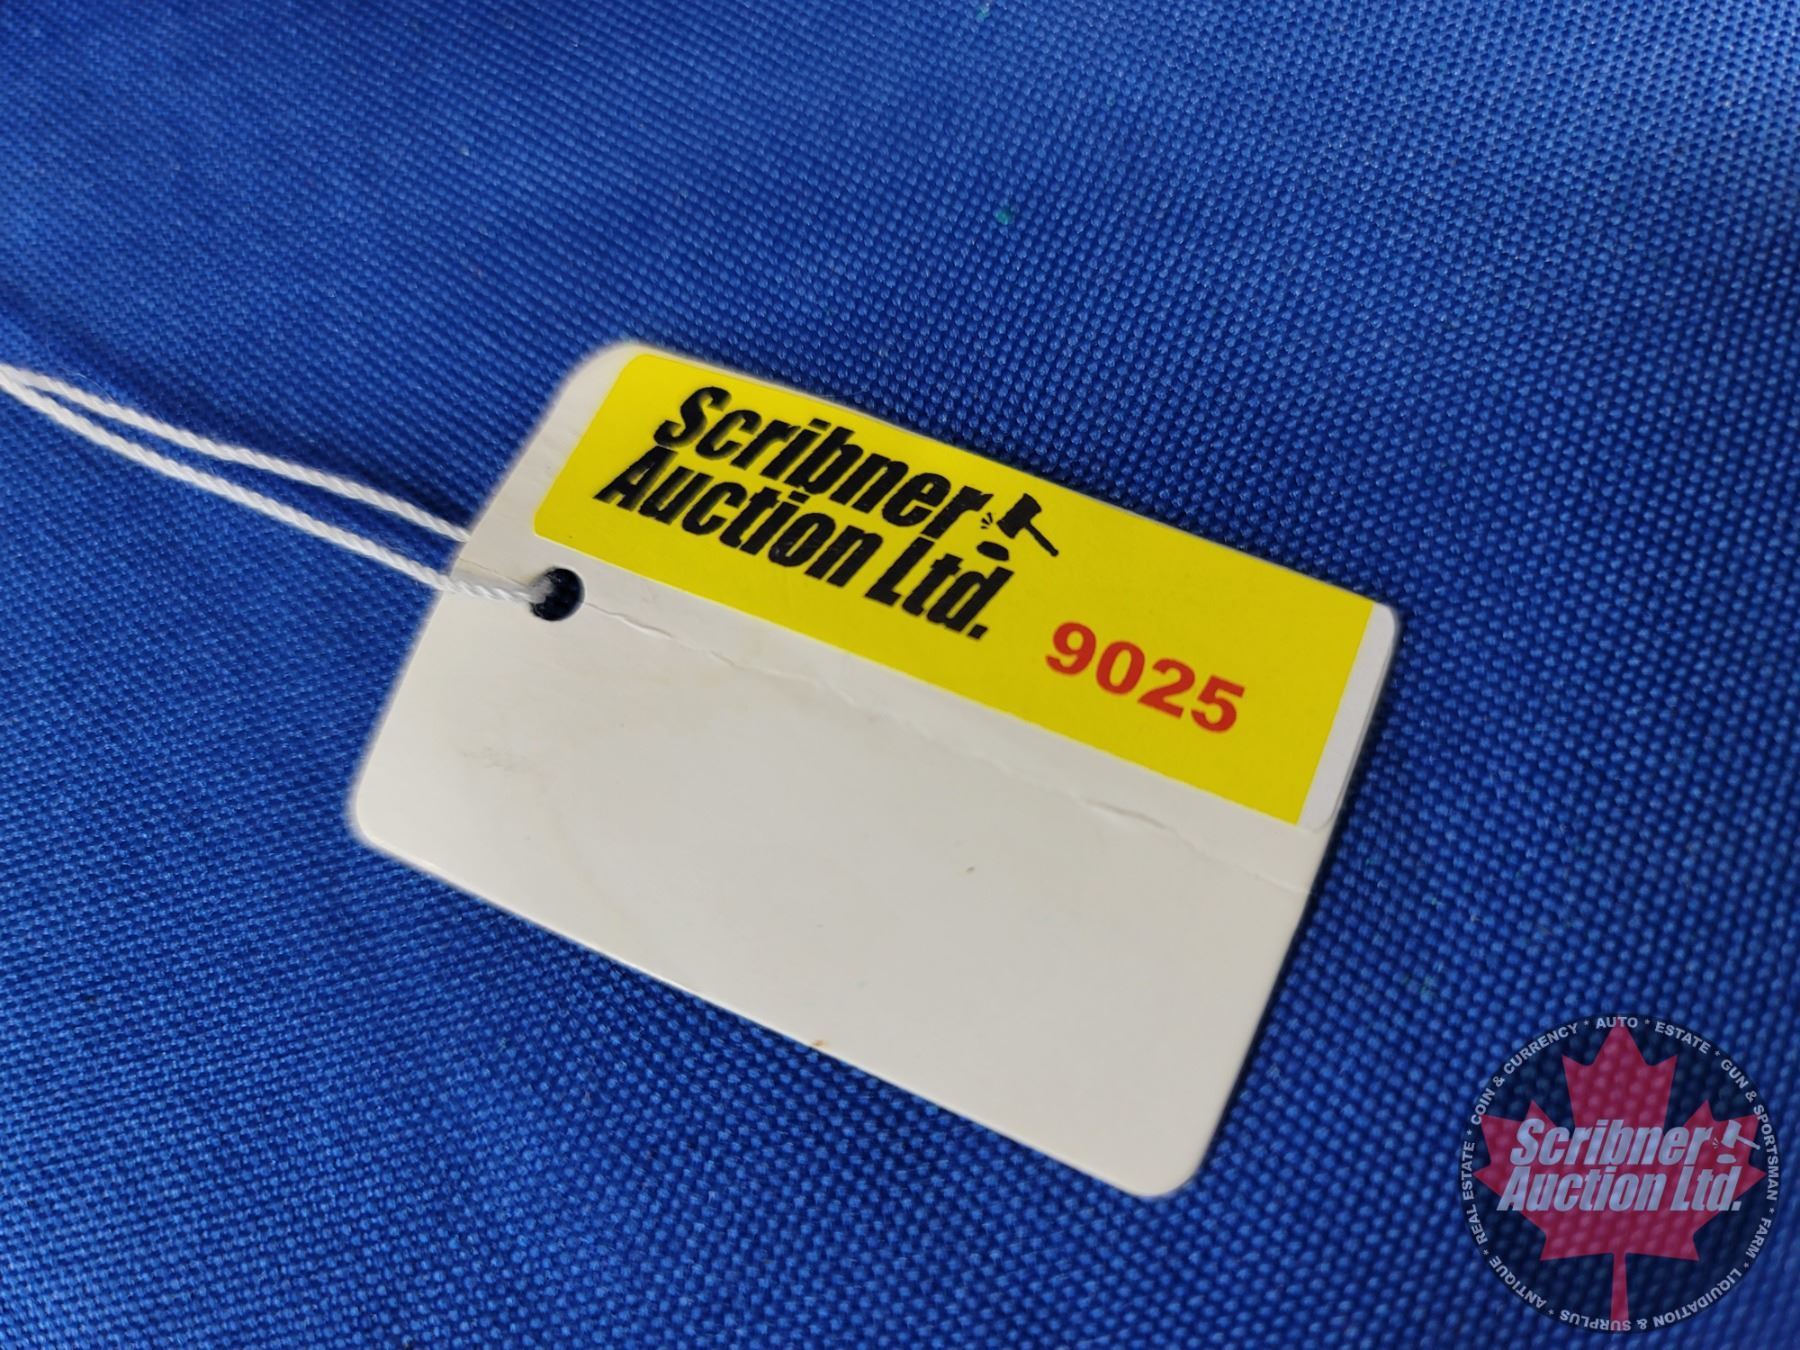 Scribner
Auction Ltd.
9025
COIN & CURRENCY * AUTO * ESTATE * GUN & SPORTSMAN * FARM * LIQUIDATION & SURPLUS * ANTIQUE * REAL ESTATE *
Scribner
Auction Ltd.